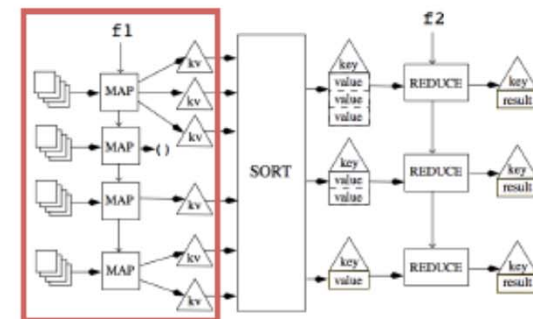 f1
f2
MAP
kv
kv
kv
MAP
()
MAP
kv
MAP
kv
kv
SORT
key
value
value
value
REDUCE
key
result
key
value
value
REDUCE
key
result
key
value
REDUCE
key
result